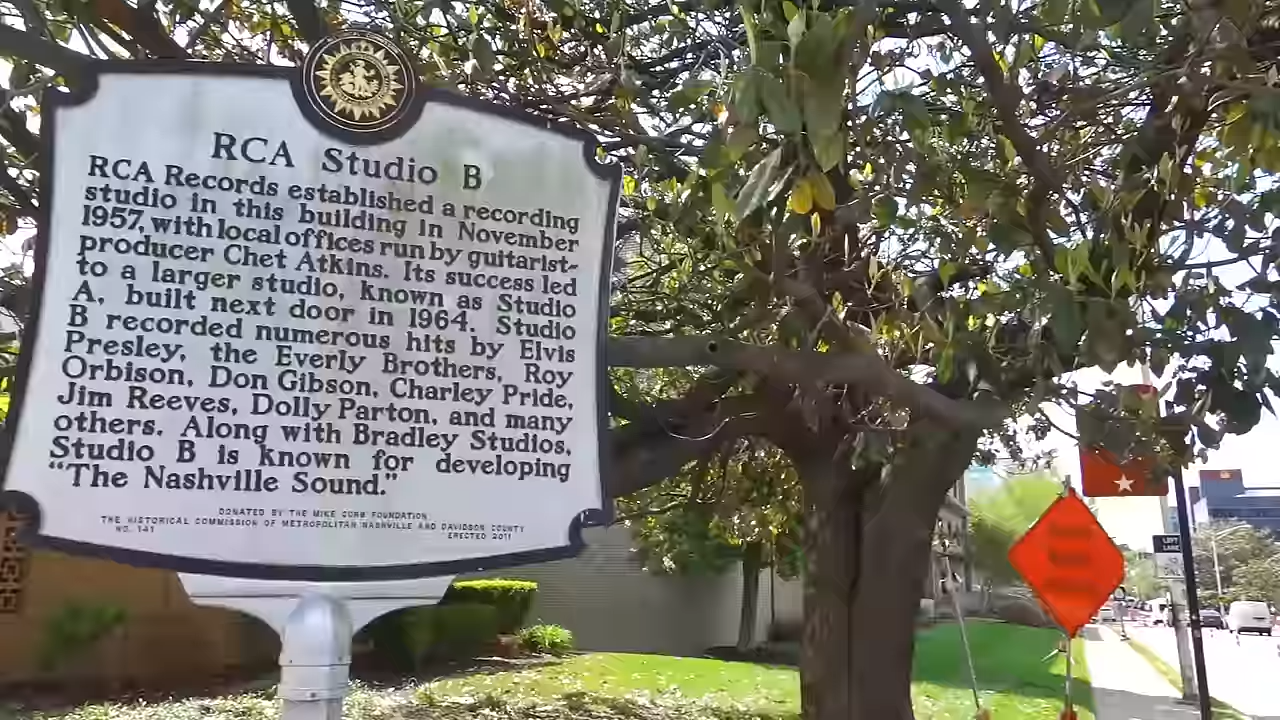 RCA Studio B
RCA Records established a recording
studio in this building in November
1957, with local offices run by guitarist-
producer Chet Atkins. Its success led
to a larger studio, known as Studio
A, built next door in 1964. Studio
B recorded numerous hits by Elvis
Presley, the Everly Brothers, Roy
Orbison, Don Gibson, Charley Pride,
Jim Reeves, Dolly Parton, and many
others. Along with Bradley Studios,
Studio B is known for developing
“The Nashville Sound.”
DONATED BY THE MIKE CURB FOUNDATION
THE HISTORICAL COMMISSION OF METROPOLITAN NASHVILLE AND DAVIDSON COUNTY
NO. 141 ERECTED 2011
LEFT
LANE